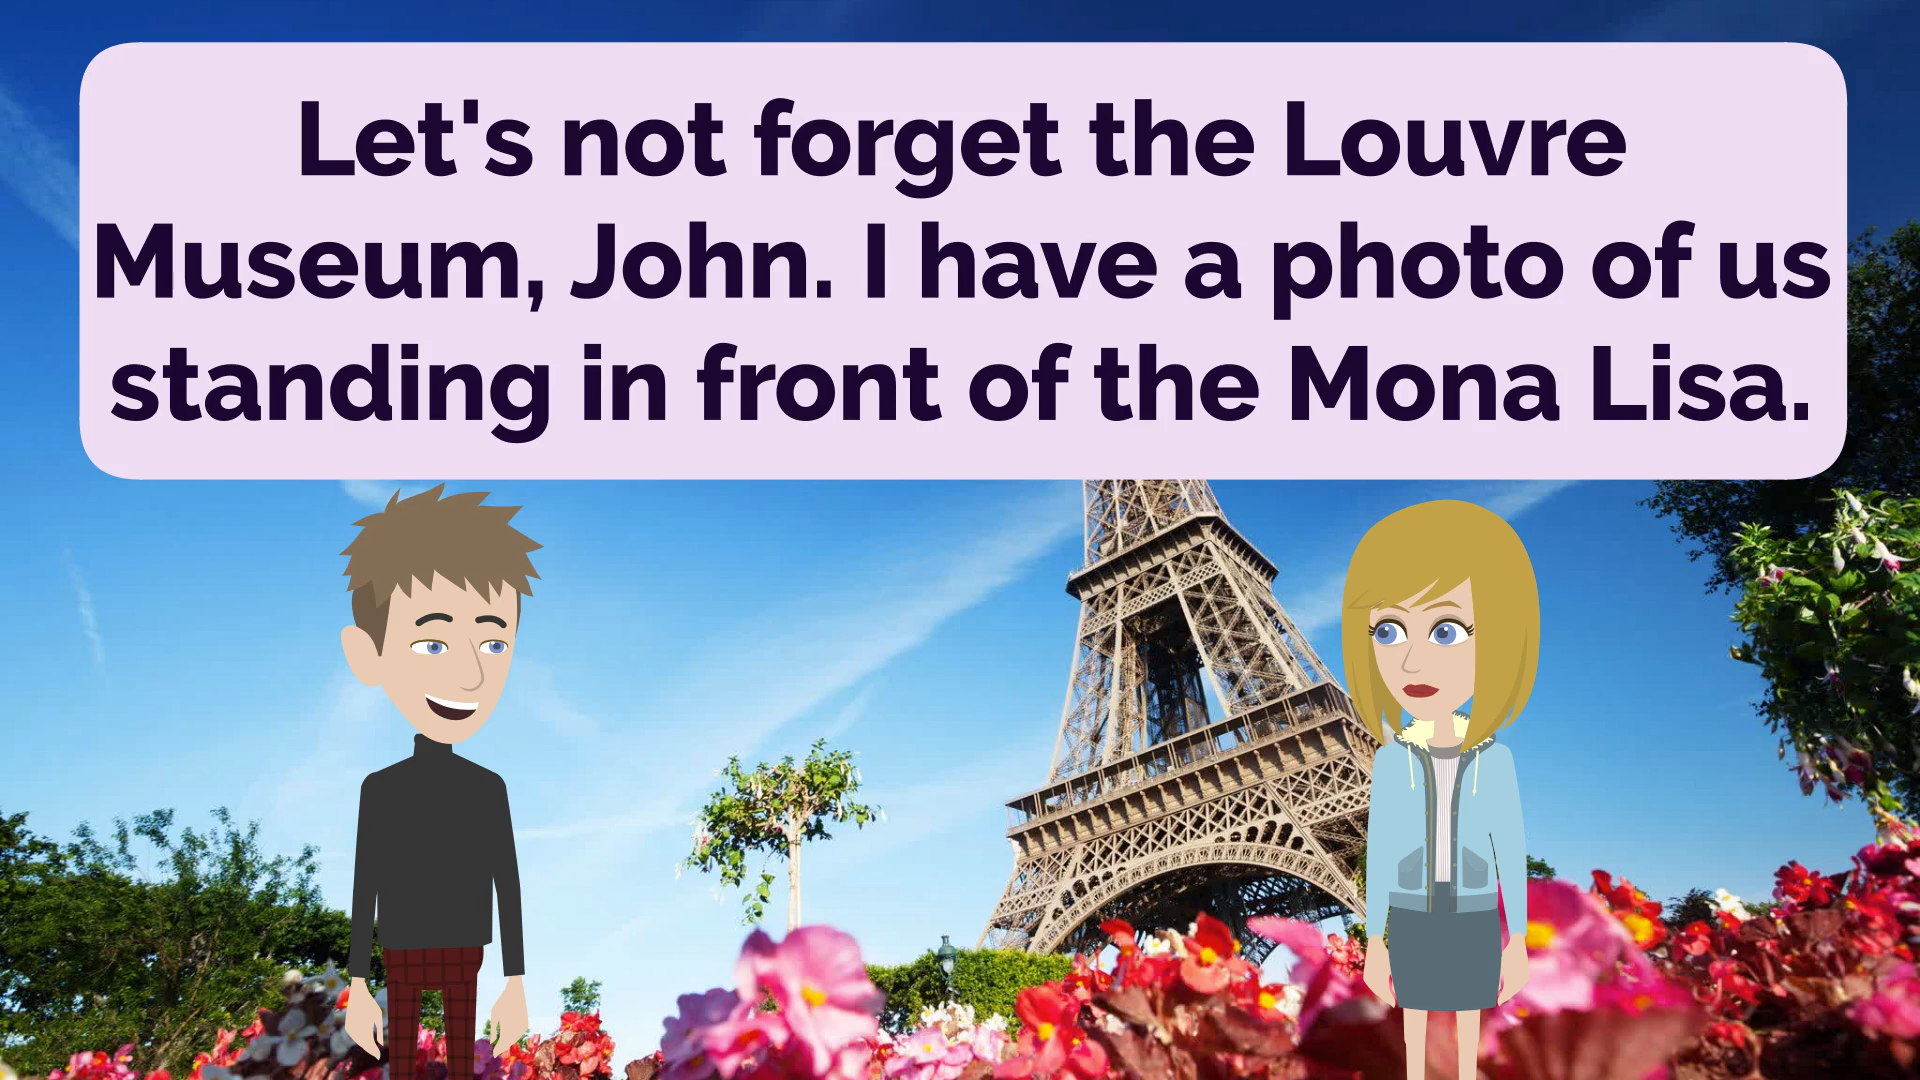 Let's not forget the Louvre
Museum, John. I have a photo of us
standing in front of the Mona Lisa.